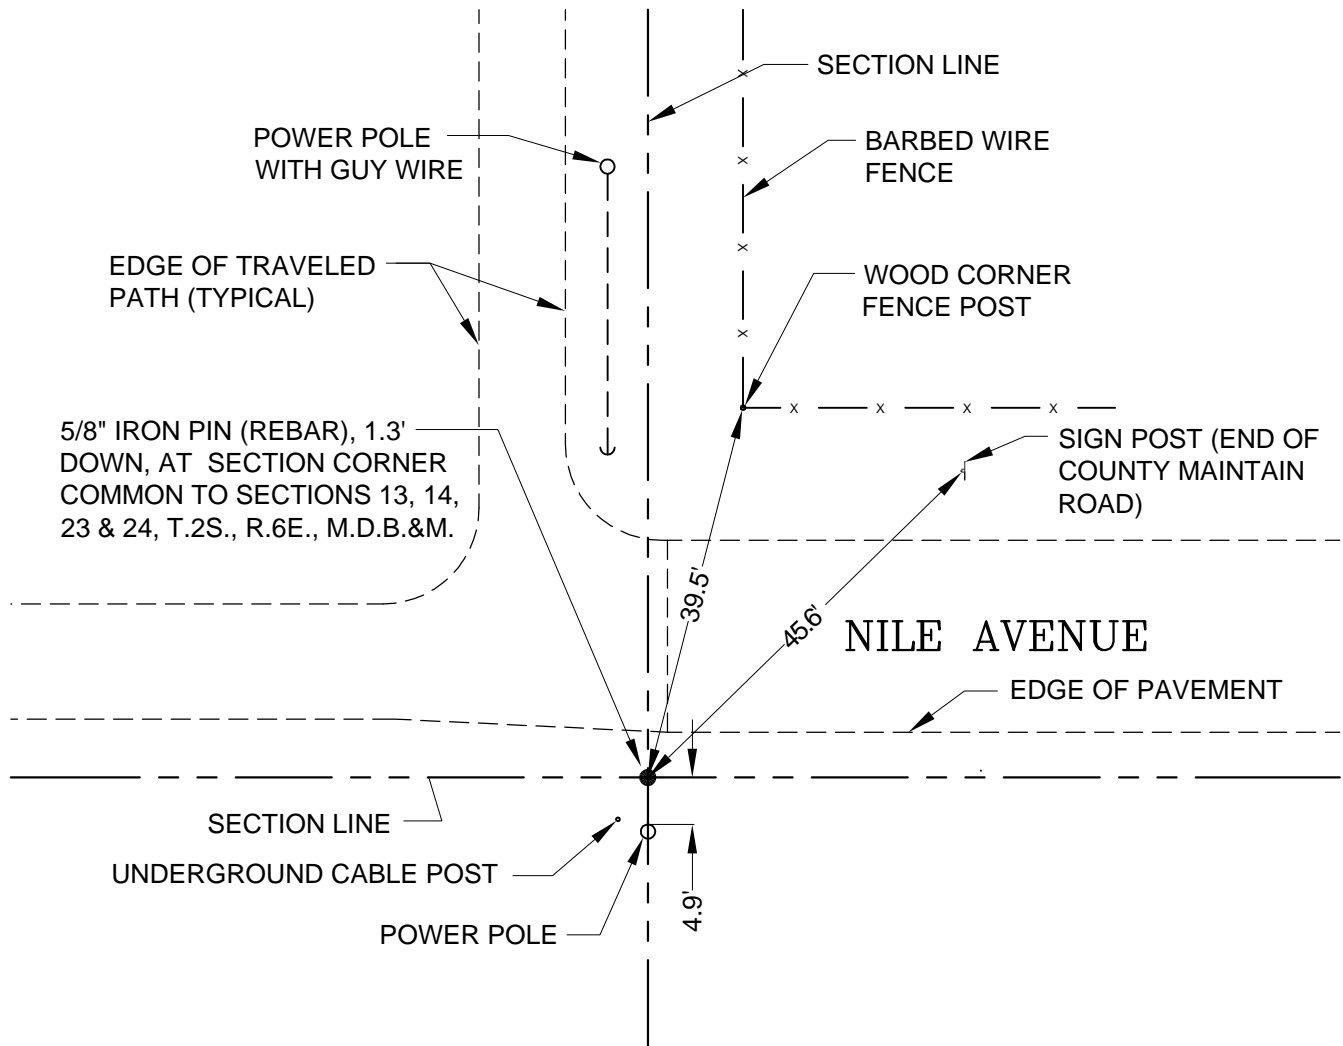 SECTION LINE
POWER POLE
WITH GUY WIRE
BARBED WIRE
FENCE
EDGE OF TRAVELED
PATH (TYPICAL)
WOOD CORNER
FENCE POST
5/8" IRON PIN (REBAR), 1.3'
DOWN, AT SECTION CORNER
COMMON TO SECTIONS 13, 14,
23 & 24, T.2S., R.6E., M.D.B.&M.
SIGN POST (END OF
COUNTY MAINTAIN
ROAD)
39.5'
45.6'
NILE AVENUE
EDGE OF PAVEMENT
SECTION LINE
UNDERGROUND CABLE POST
4.9'
POWER POLE